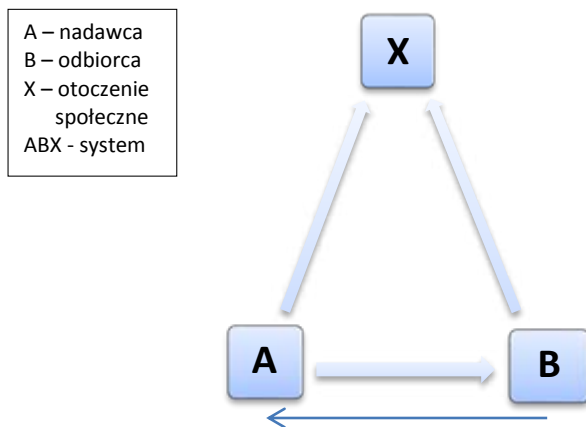 A – nadawca
B – odbiorca
X – otoczenie
społeczne
ABX - system
X
A
B